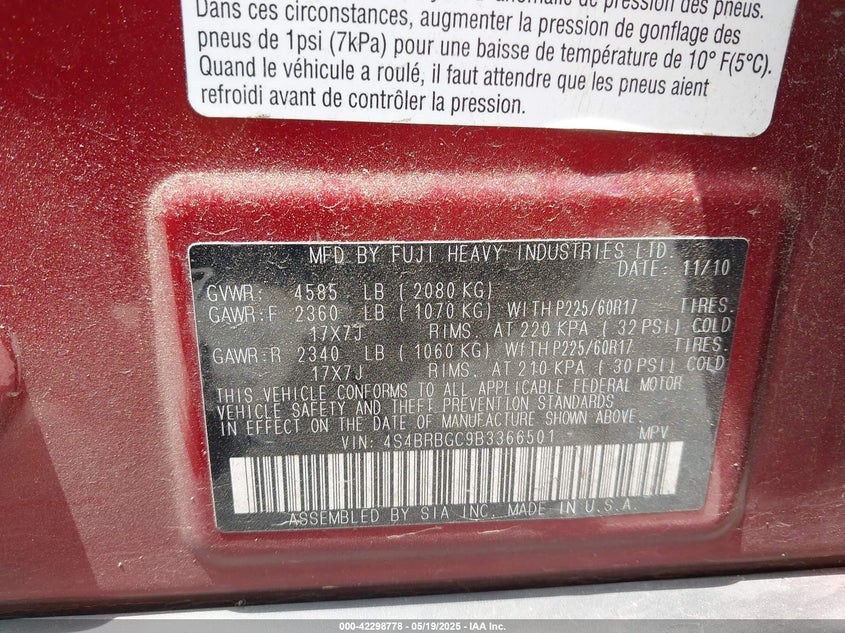 Dans ces circonstances, augmenter la pression de gonflage des
pneus de 1psi (7kPa) pour une baisse de température de 10° F(5°C).
Quand le véhicule a roulé, il faut attendre que les pneus aient
refroidi avant de contrôler la pression.
MFD BY FUJI HEAVY INDUSTRIES LTD.
DATE: 11/10
GVWR: 4585 LB ( 2080 KG)
GAWR:F 2360 LB ( 1070 KG) WITHP225/60R17 TIRES.
17X7J RIMS. AT 220 KPA ( 32 PSI) COLD
GAWR:R 2340 LB ( 1060 KG) WITHP225/60R17 TIRES.
17X7J RIMS. AT 210 KPA ( 30 PSI) COLD
THIS VEHICLE CONFORMS TO ALL APPLICABLE FEDERAL MOTOR
VEHICLE SAFETY AND THEFT PREVENTION STANDARDS
IN EFFECT ON THE DATE OF MANUFACTURE SHOWN ABOVE.
VIN: 4S4BRBGC9B3366501 MPV
ASSEMBLED BY SIA INC. MADE IN U.S.A.
000-42298778 - 05/19/2025 - IAA Inc.